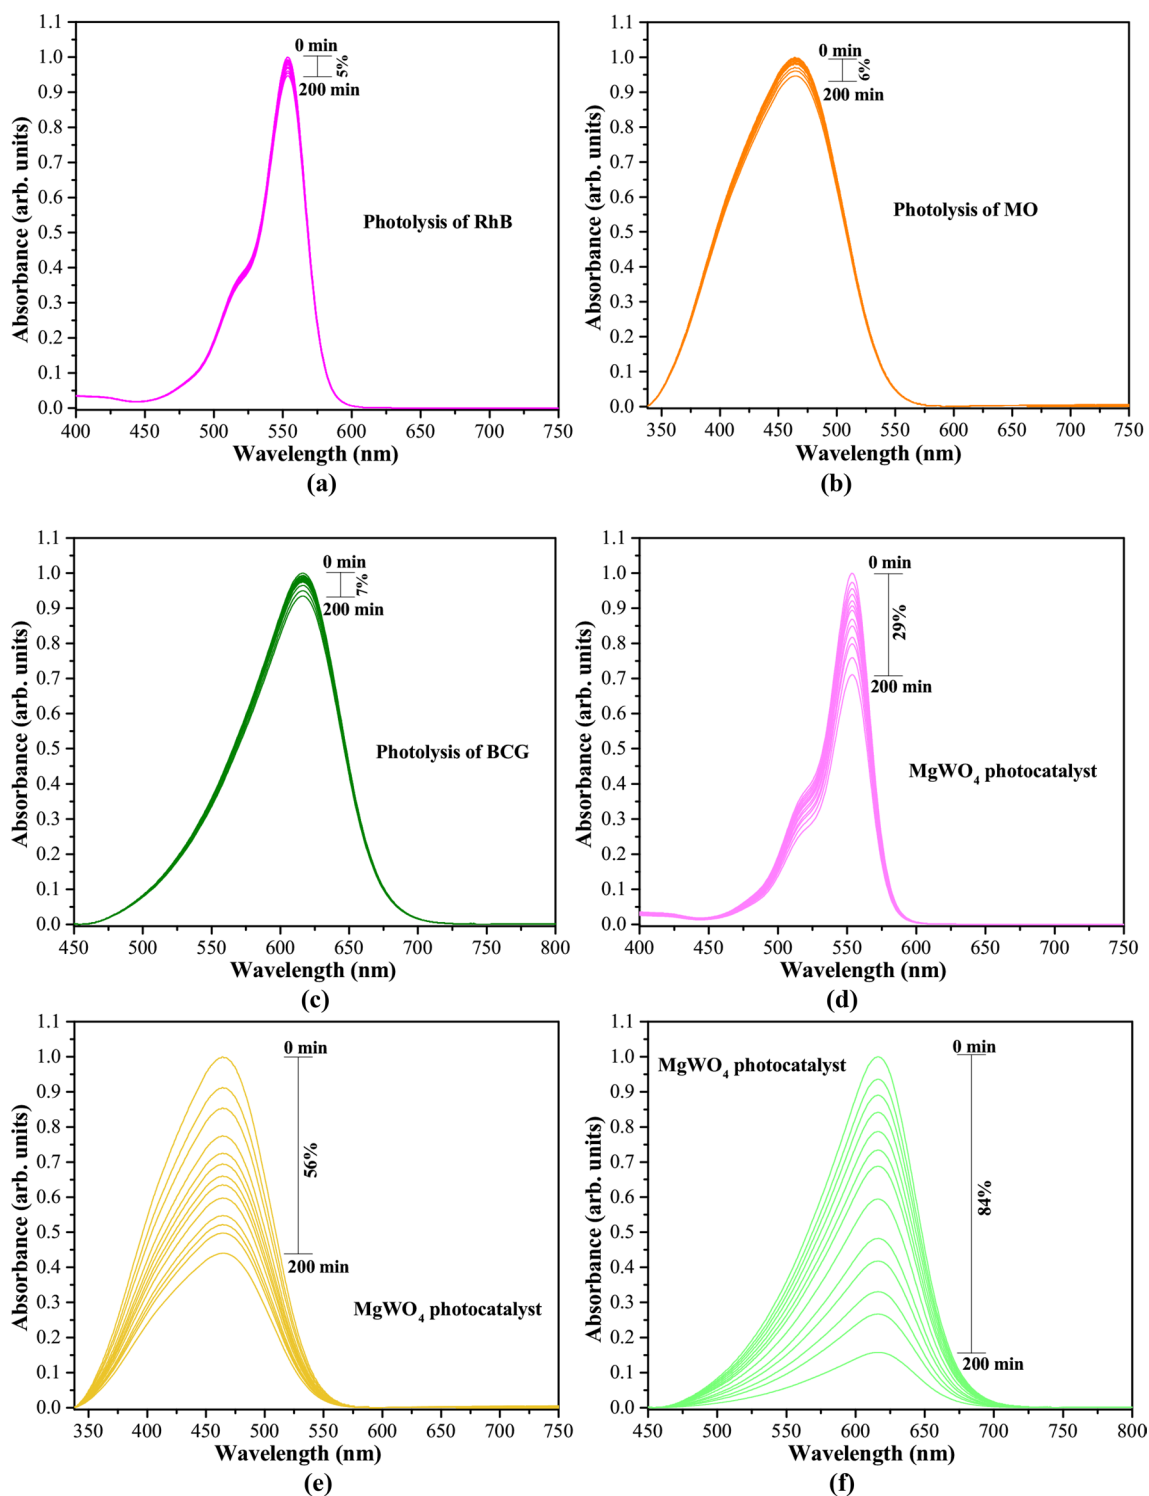 1.1
1.0
0.9
0.8
0.7
0.6
0.5
0.4
0.3
0.2
0.1
0.0
Absorbance (arb. units)
0 min
5%
200 min
Photolysis of RhB
400 450 500 550 600 650 700 750
Wavelength (nm)
(a)
1.1
1.0
0.9
0.8
0.7
0.6
0.5
0.4
0.3
0.2
0.1
0.0
Absorbance (arb. units)
0 min
6%
200 min
Photolysis of MO
350 400 450 500 550 600 650 700 750
Wavelength (nm)
(b)
1.1
1.0
0.9
0.8
0.7
0.6
0.5
0.4
0.3
0.2
0.1
0.0
Absorbance (arb. units)
0 min
7%
200 min
Photolysis of BCG
450 500 550 600 650 700 750 800
Wavelength (nm)
(c)
1.1
1.0
0.9
0.8
0.7
0.6
0.5
0.4
0.3
0.2
0.1
0.0
Absorbance (arb. units)
0 min
29%
200 min
MgWO₄ photocatalyst
400 450 500 550 600 650 700 750
Wavelength (nm)
(d)
1.1
1.0
0.9
0.8
0.7
0.6
0.5
0.4
0.3
0.2
0.1
0.0
Absorbance (arb. units)
0 min
56%
200 min
MgWO₄ photocatalyst
350 400 450 500 550 600 650 700 750
Wavelength (nm)
(e)
1.1
1.0
0.9
0.8
0.7
0.6
0.5
0.4
0.3
0.2
0.1
0.0
Absorbance (arb. units)
0 min
MgWO₄ photocatalyst
84%
200 min
450 500 550 600 650 700 750 800
Wavelength (nm)
(f)